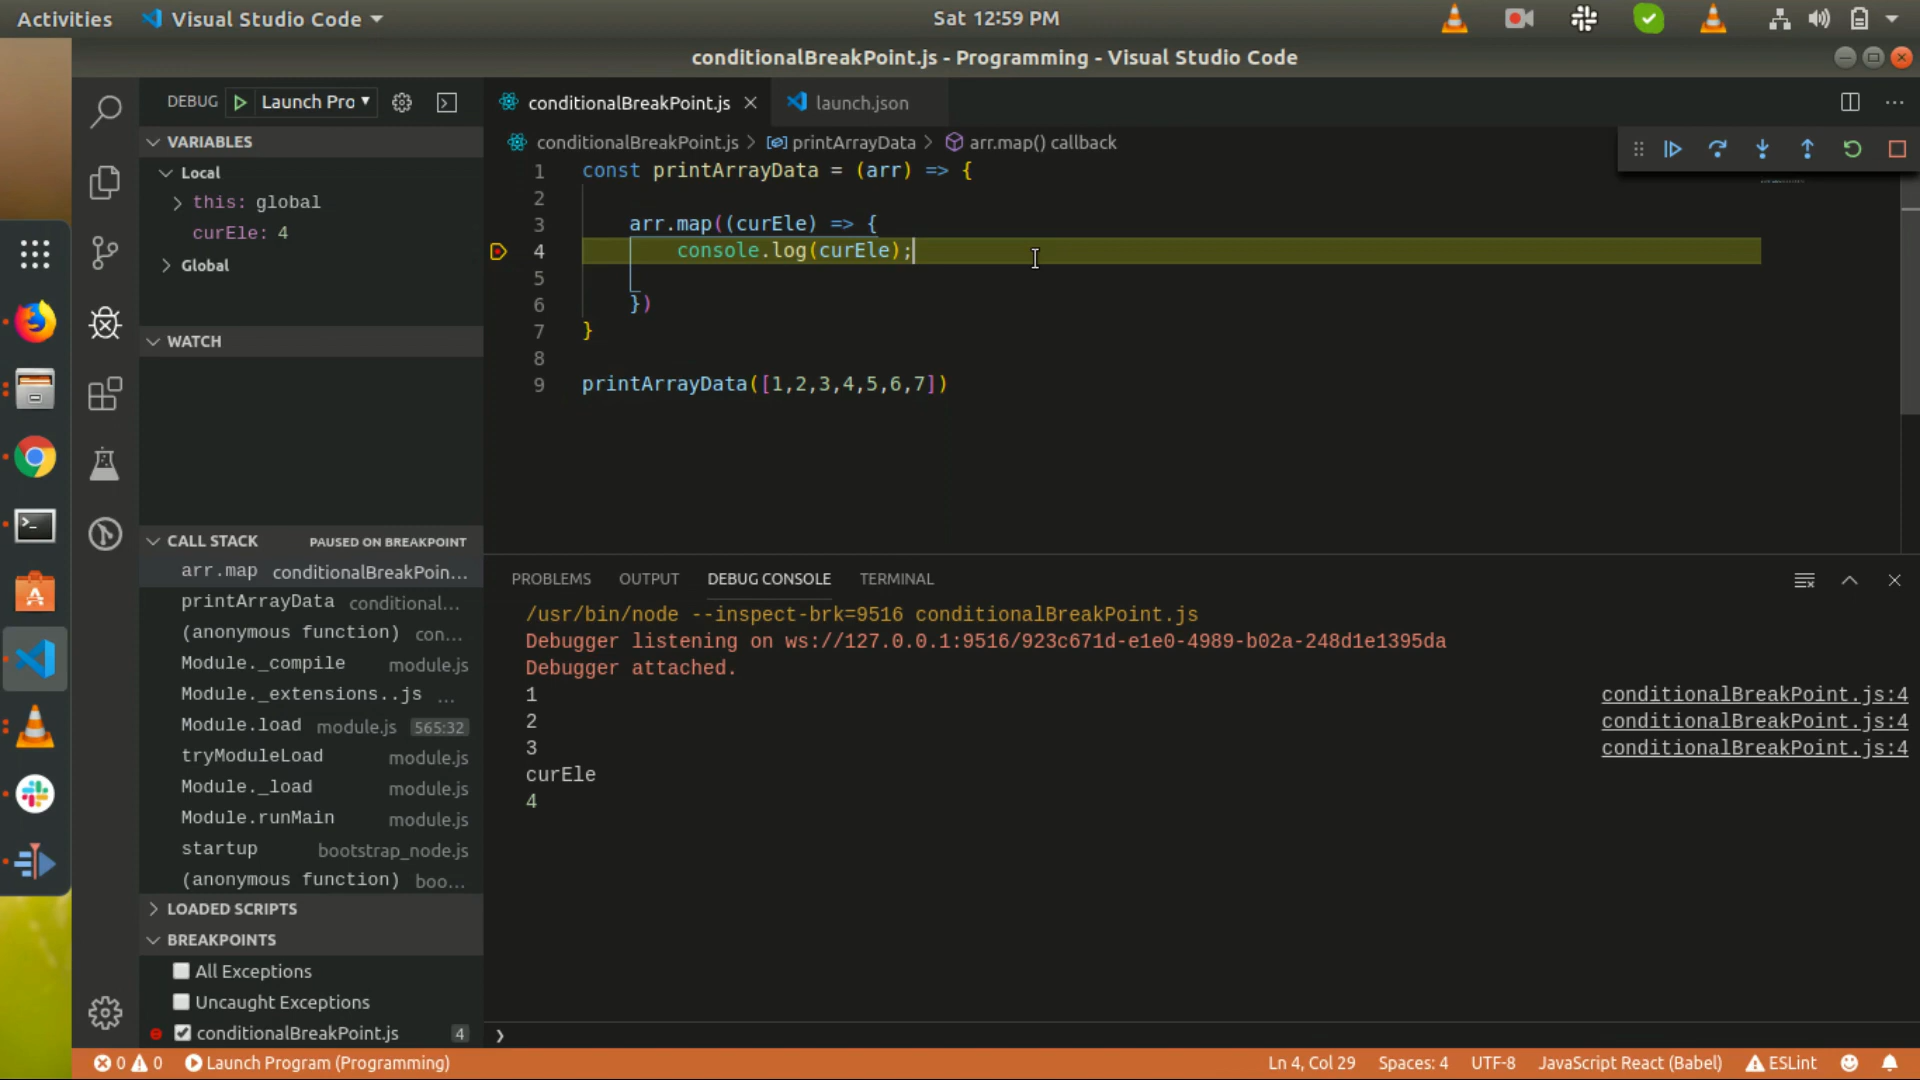 Activities Visual Studio Code Sat 12:59 PM
conditionalBreakPoint.js - Programming - Visual Studio Code
DEBUG Launch Pro
VARIABLES
Local
this: global
curEle: 4
Global
WATCH
CALL STACK PAUSED ON BREAKPOINT
arr.map conditionalBreakPoin...
printArrayData conditional...
(anonymous function) con...
Module._compile module.js
Module._extensions..js ...
Module.load module.js 565:32
tryModuleLoad module.js
Module._load module.js
Module.runMain module.js
startup bootstrap_node.js
(anonymous function) boo...
LOADED SCRIPTS
BREAKPOINTS
All Exceptions
Uncaught Exceptions
conditionalBreakPoint.js 4
conditionalBreakPoint.js launch.json
conditionalBreakPoint.js > printArrayData > arr.map() callback
1 const printArrayData = (arr) => {
2
3 arr.map((curEle) => {
4 console.log(curEle);
5
6 })
7 }
8
9 printArrayData([1,2,3,4,5,6,7])
PROBLEMS OUTPUT DEBUG CONSOLE TERMINAL
/usr/bin/node --inspect-brk=9516 conditionalBreakPoint.js
Debugger listening on ws://127.0.0.1:9516/923c671d-e1e0-4989-b02a-248d1e1395da
Debugger attached.
1 conditionalBreakPoint.js:4
2 conditionalBreakPoint.js:4
3 conditionalBreakPoint.js:4
curEle
4
0 0 Launch Program (Programming) Ln 4, Col 29 Spaces: 4 UTF-8 JavaScript React (Babel) ESLint